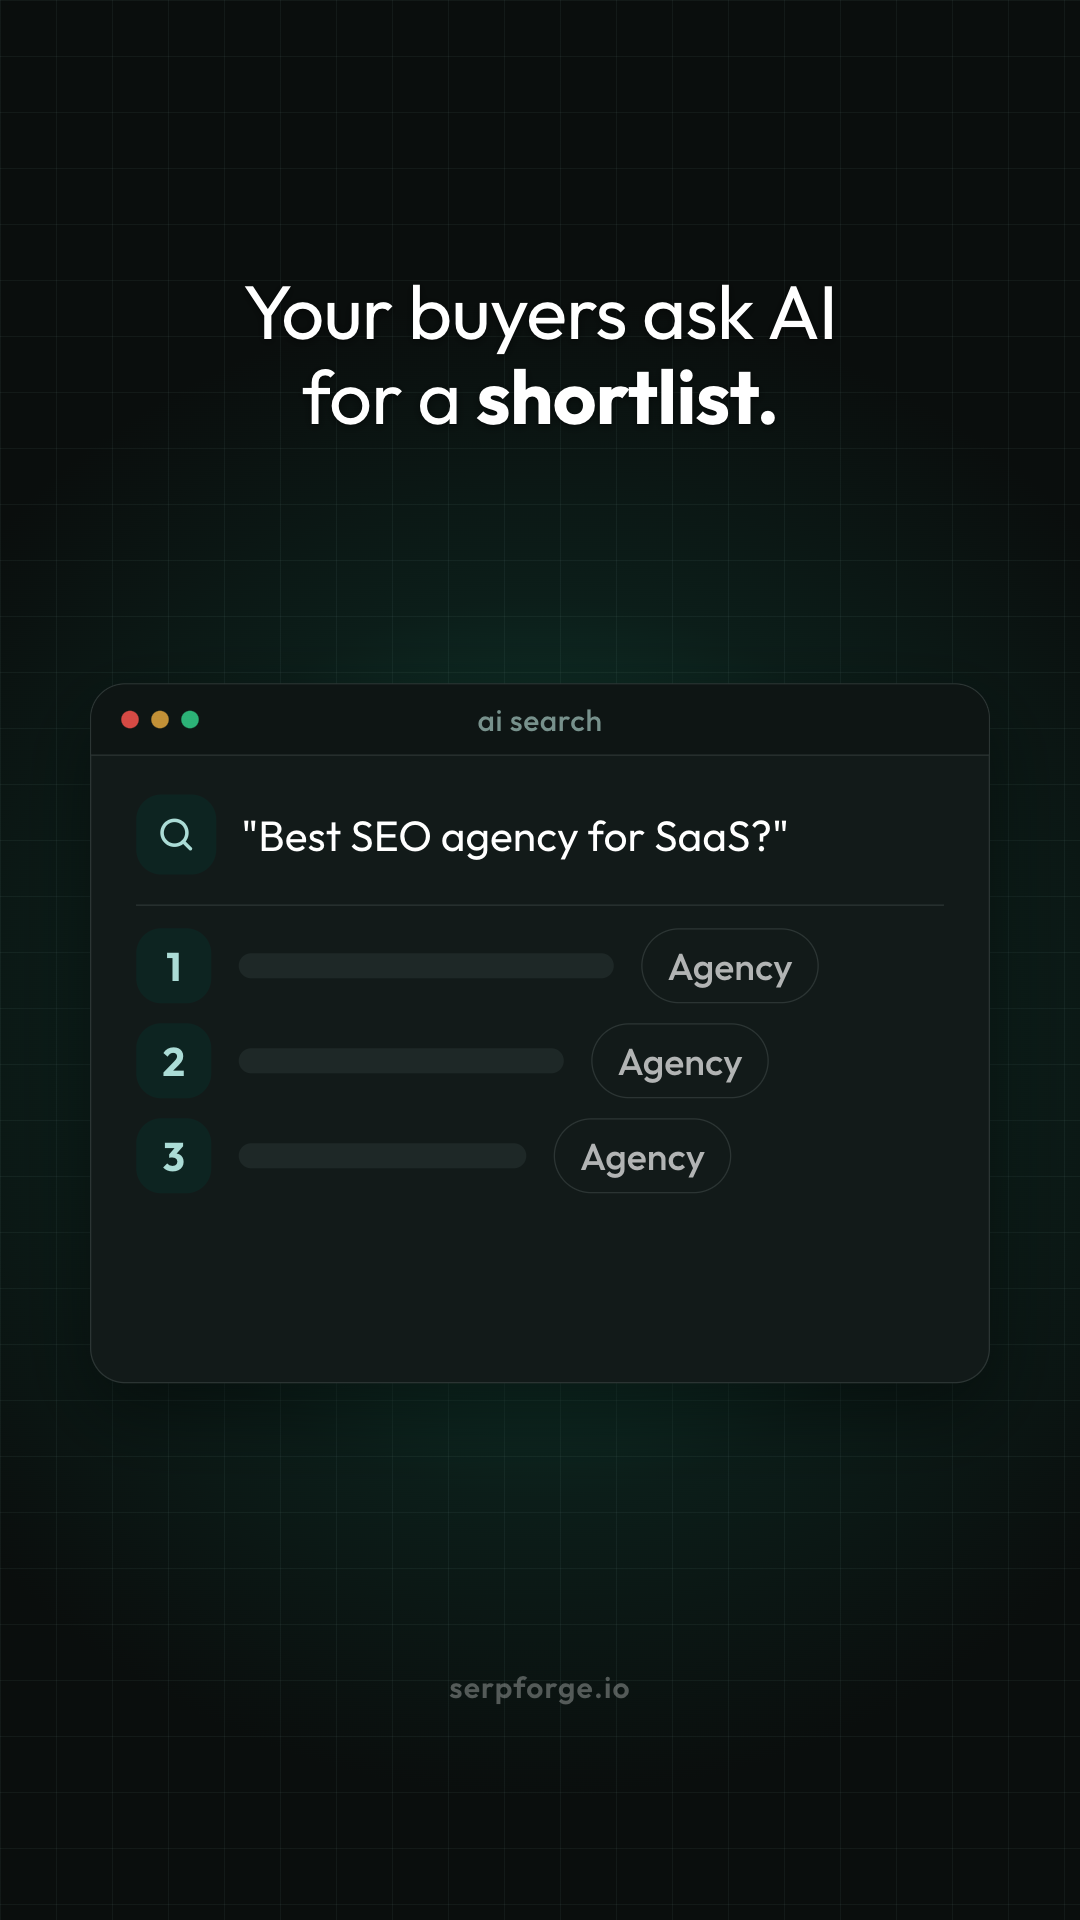 Your buyers ask AI
for a shortlist.
ai search
"Best SEO agency for SaaS?"
1 Agency
2 Agency
3 Agency
serpforge.io